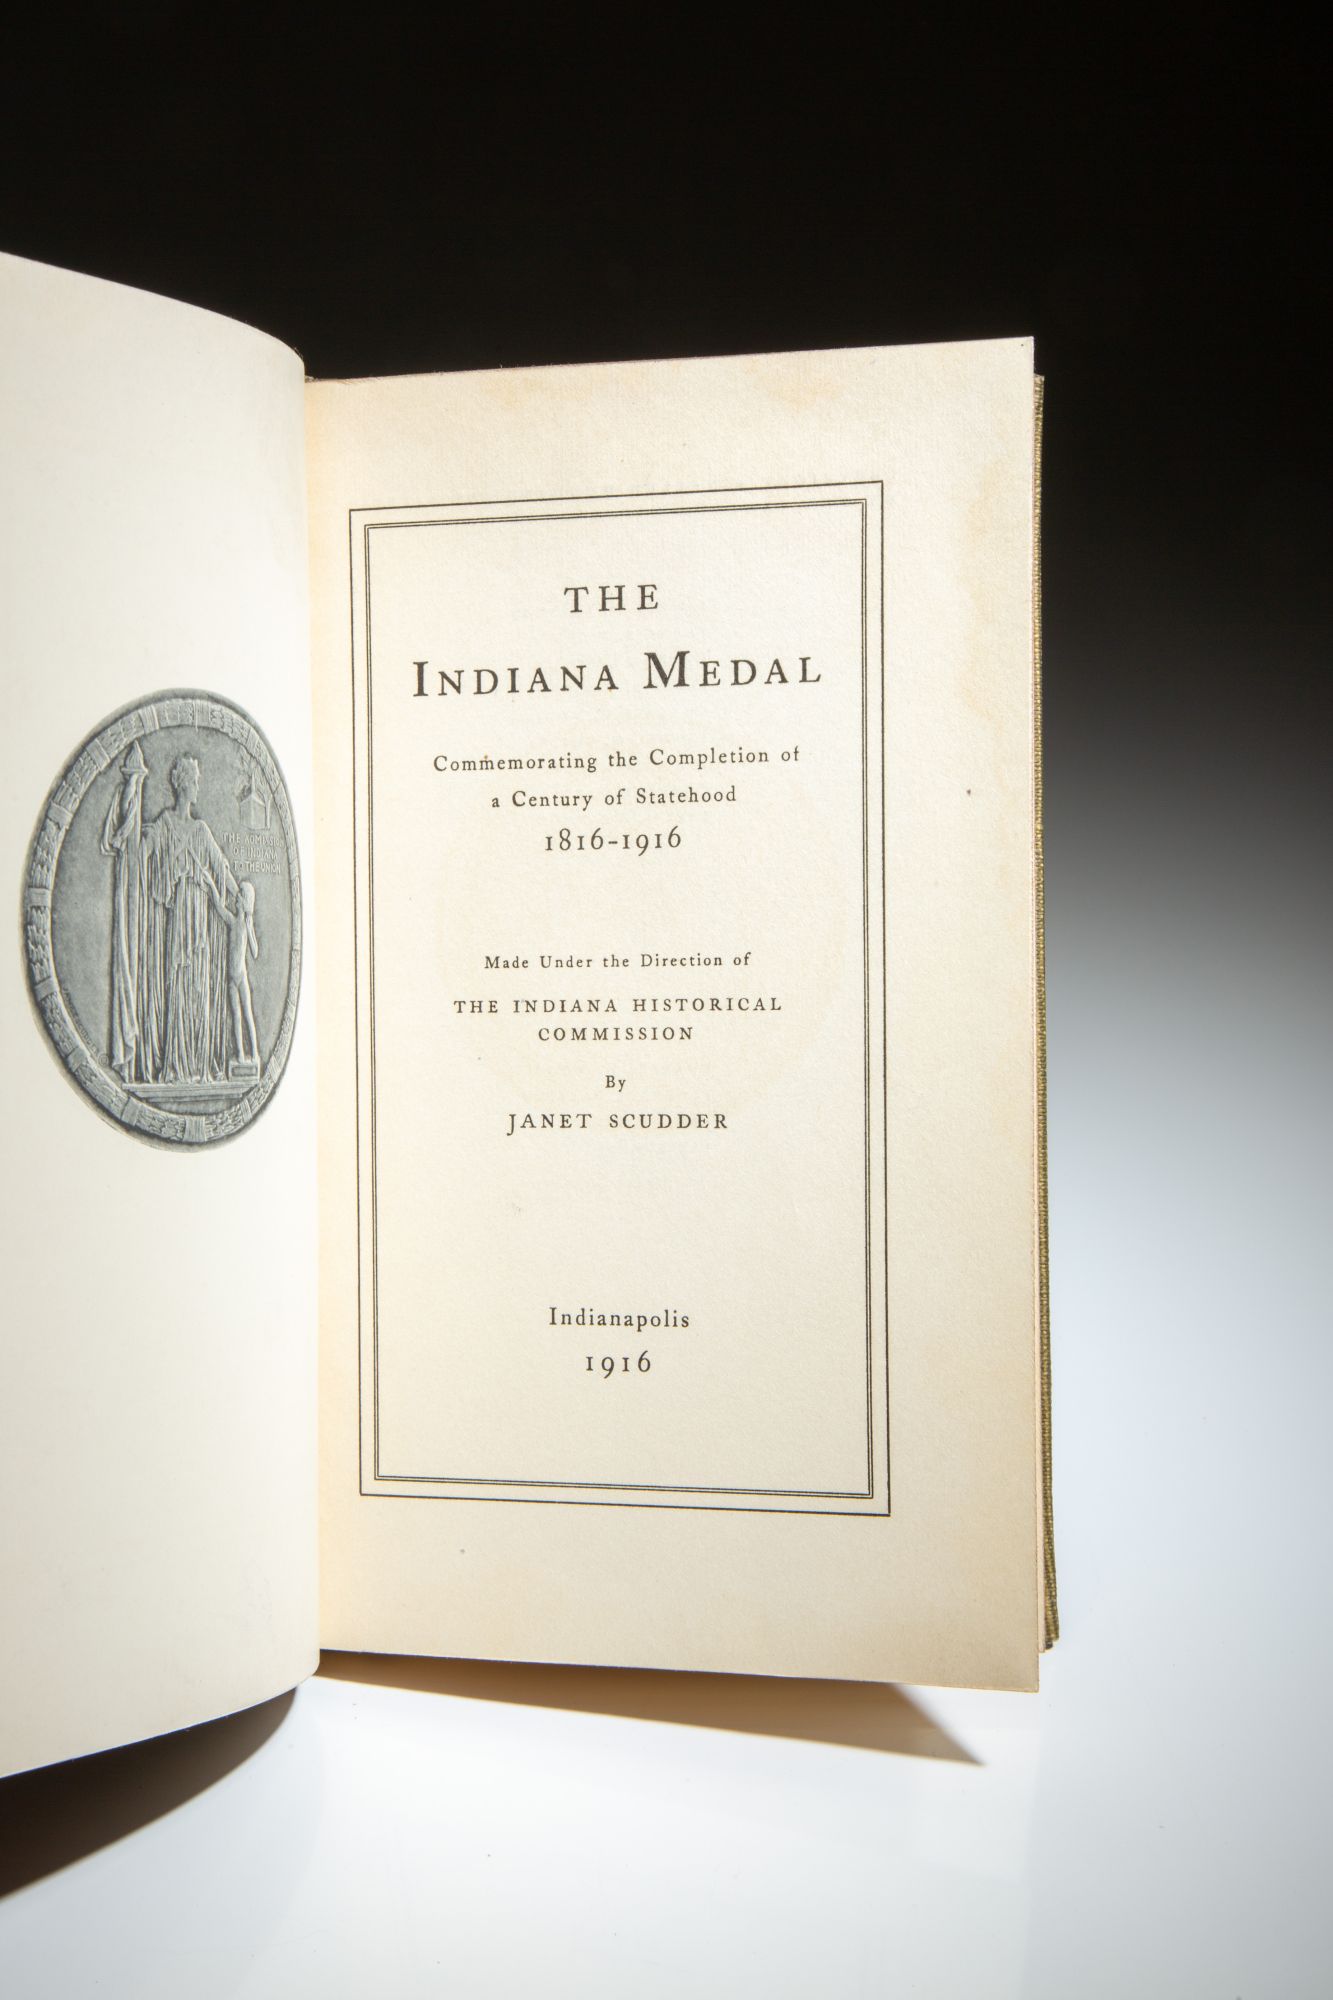 THE ADMISSION
OF INDIANA
TO THE UNION
THE
INDIANA MEDAL
Commemorating the Completion of
a Century of Statehood
1816-1916
Made Under the Direction of
THE INDIANA HISTORICAL
COMMISSION
By
JANET SCUDDER
Indianapolis
1916